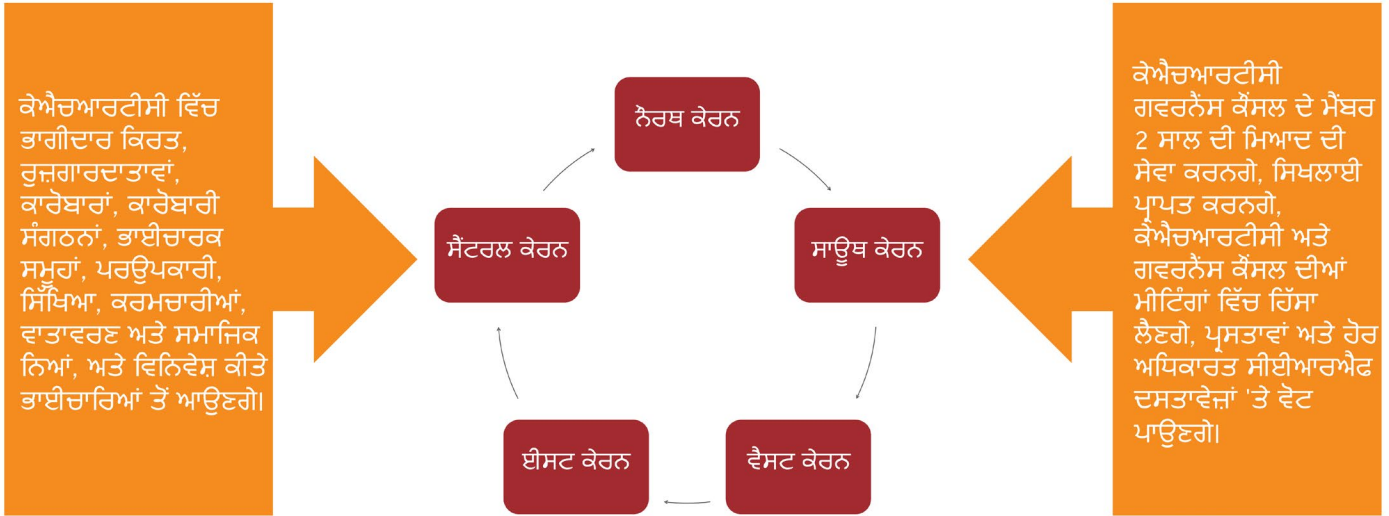 ਕੇਐਚਆਰਟੀਸੀ ਵਿੱਚ
ਭਾਗੀਦਾਰ ਕਿਰਤ,
ਰੁਜ਼ਗਾਰਦਾਤਾਵਾਂ,
ਕਾਰੋਬਾਰਾਂ, ਕਾਰੋਬਾਰੀ
ਸੰਗਠਨਾਂ, ਭਾਈਚਾਰਕ
ਸਮੂਹਾਂ, ਪਰਉਪਕਾਰੀ,
ਸਿੱਖਿਆ, ਕਰਮਚਾਰੀਆਂ,
ਵਾਤਾਵਰਣ ਅਤੇ ਸਮਾਜਿਕ
ਨਿਆਂ, ਅਤੇ ਵਿਨਿਵੇਸ਼ ਕੀਤੇ
ਭਾਈਚਾਰਿਆਂ ਤੋਂ ਆਉਣਗੇ।
ਨੌਰਥ ਕੇਰਨ
ਸਾਊਥ ਕੇਰਨ
ਵੈਸਟ ਕੇਰਨ
ਈਸਟ ਕੇਰਨ
ਸੈਂਟਰਲ ਕੇਰਨ
ਕੇਐਚਆਰਟੀਸੀ
ਗਵਰਨੈਂਸ ਕੌਂਸਲ ਦੇ ਮੈਂਬਰ
2 ਸਾਲ ਦੀ ਮਿਆਦ ਦੀ
ਸੇਵਾ ਕਰਨਗੇ, ਸਿਖਲਾਈ
ਪ੍ਰਾਪਤ ਕਰਨਗੇ,
ਕੇਐਚਆਰਟੀਸੀ ਅਤੇ
ਗਵਰਨੈਂਸ ਕੌਂਸਲ ਦੀਆਂ
ਮੀਟਿੰਗਾਂ ਵਿੱਚ ਹਿੱਸਾ
ਲੈਣਗੇ, ਪ੍ਰਸਤਾਵਾਂ ਅਤੇ ਹੋਰ
ਅਧਿਕਾਰਤ ਸੀਈਆਰਐਫ
ਦਸਤਾਵੇਜ਼ਾਂ 'ਤੇ ਵੋਟ
ਪਾਉਣਗੇ।